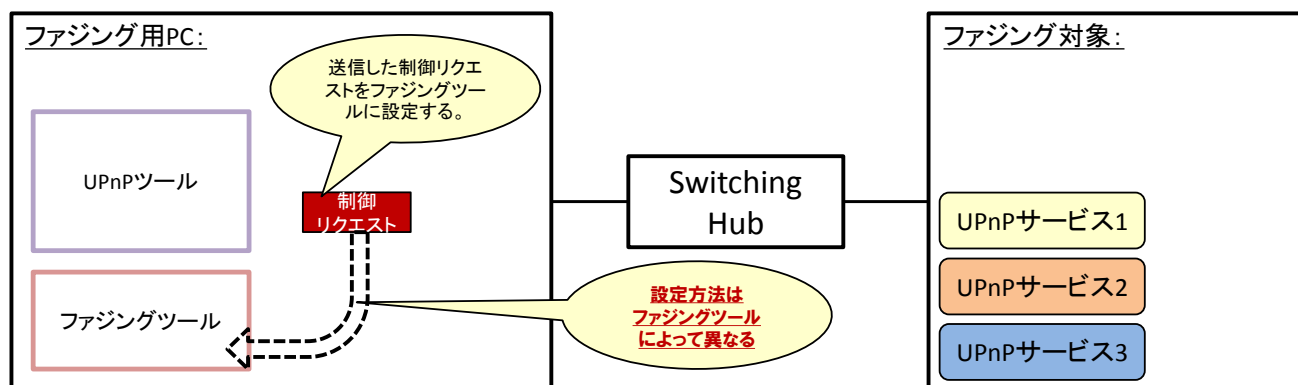 ファジング用PC：
送信した制御リクエ
ストをファジングツー
ルに設定する。
UPnPツール
制御
リクエスト
ファジングツール
設定方法は
ファジングツール
によって異なる
Switching
Hub
ファジング対象：
UPnPサービス1
UPnPサービス2
UPnPサービス3